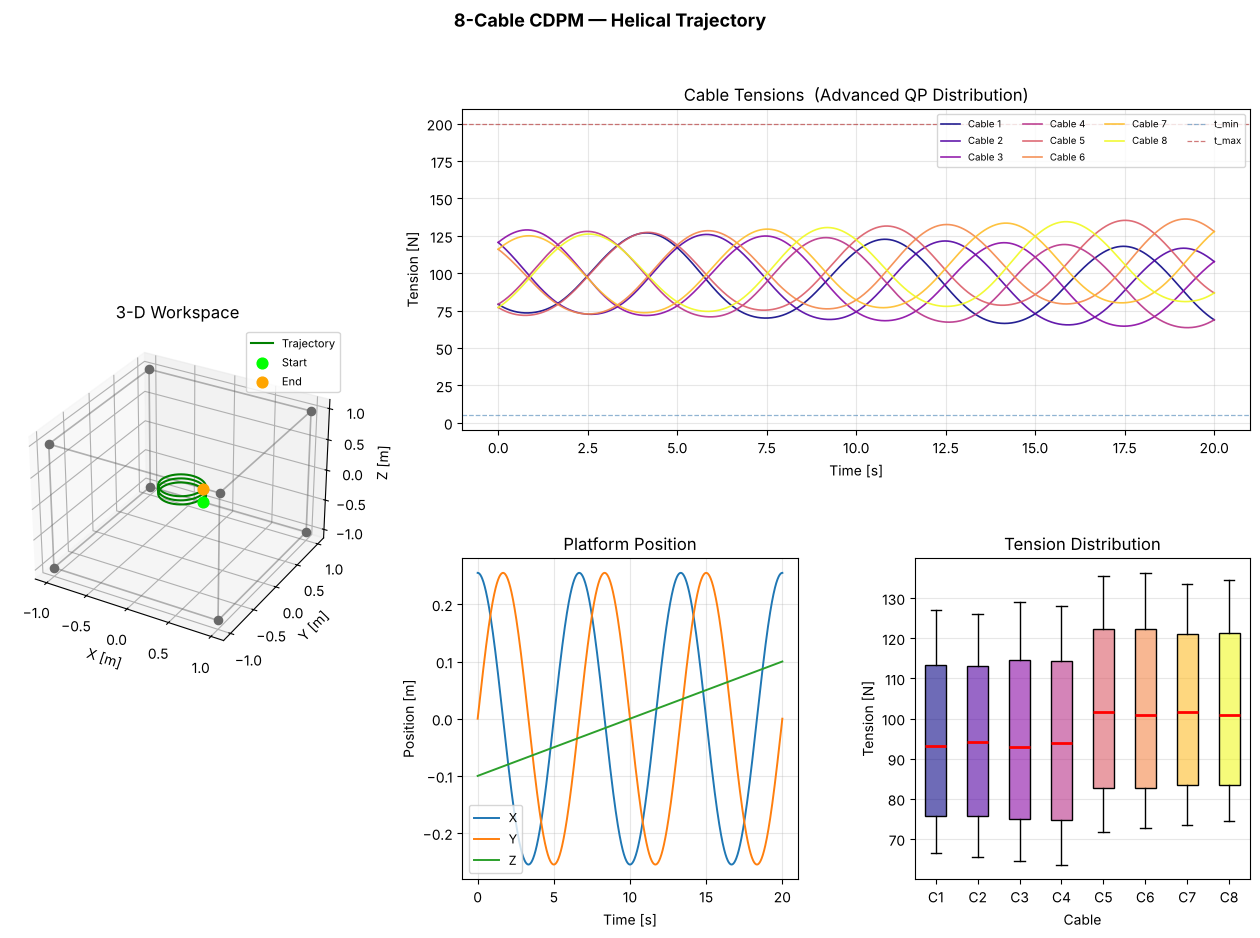 8-Cable CDPM — Helical Trajectory
3-D Workspace
Trajectory
Start
End
1.0
0.5
0.0
−0.5
−1.0
Z [m]
−1.0
−0.5
0.0
0.5
1.0
X [m]
−1.0
−0.5
0.0
0.5
1.0
Y [m]
Cable Tensions  (Advanced QP Distribution)
Cable 1
Cable 2
Cable 3
Cable 4
Cable 5
Cable 6
Cable 7
Cable 8
t_min
t_max
200
175
150
125
100
75
50
25
0
Tension [N]
0.0 2.5 5.0 7.5 10.0 12.5 15.0 17.5 20.0
Time [s]
Platform Position
0.2
0.1
0.0
−0.1
−0.2
Position [m]
X
Y
Z
0 5 10 15 20
Time [s]
Tension Distribution
130
120
110
100
90
80
70
Tension [N]
C1 C2 C3 C4 C5 C6 C7 C8
Cable